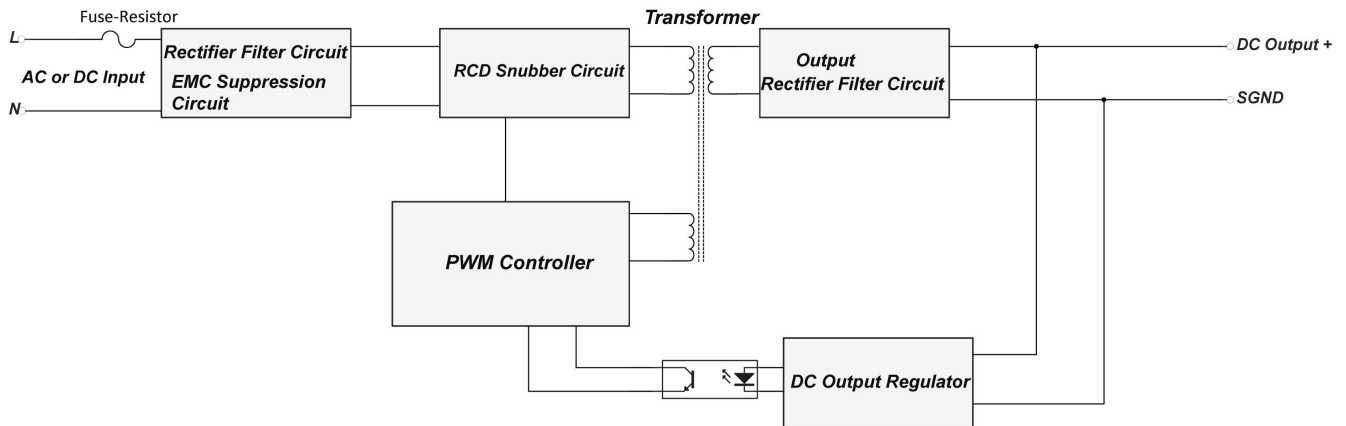 Fuse-Resistor
Transformer
L
AC or DC Input
N
Rectifier Filter Circuit
EMC Suppression
Circuit
RCD Snubber Circuit
Output
Rectifier Filter Circuit
DC Output +
SGND
PWM Controller
DC Output Regulator